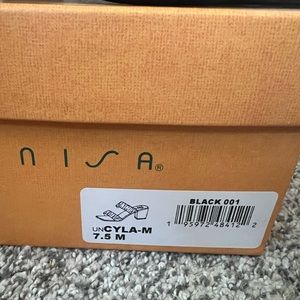 nisa®
BLACK 001
unCYLA-M
7.5 M
1 95972 48412 2